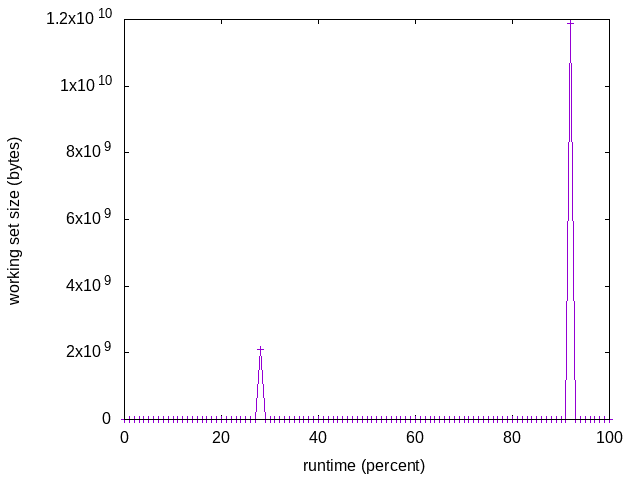 1.2x10^10
1x10^10
8x10^9
6x10^9
4x10^9
2x10^9
0
0 20 40 60 80 100
working set size (bytes)
runtime (percent)